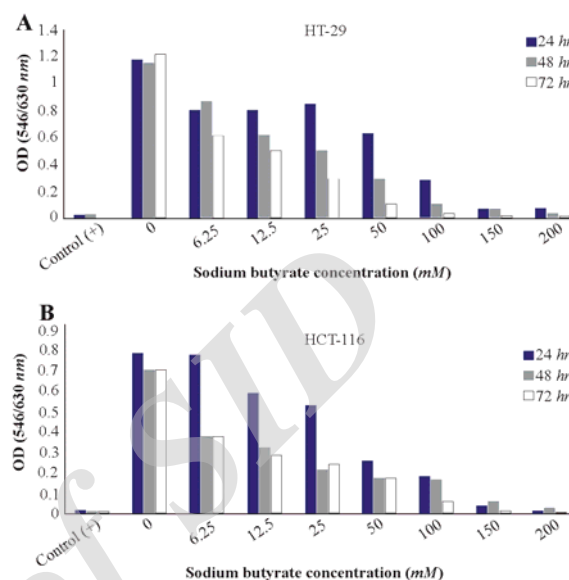 A
HT-29
1.4
1.2
1
0.8
0.6
0.4
0.2
0
OD (546/630 nm)
24 hr
48 hr
72 hr
Control (+)
0
6.25
12.5
25
50
100
150
200
Sodium butyrate concentration (mM)
B
HCT-116
0.9
0.8
0.7
0.6
0.5
0.4
0.3
0.2
0.1
0
OD (546/630 nm)
24 hr
48 hr
72 hr
Control (+)
0
6.25
12.5
25
50
100
150
200
Sodium butyrate concentration (mM)
of SID